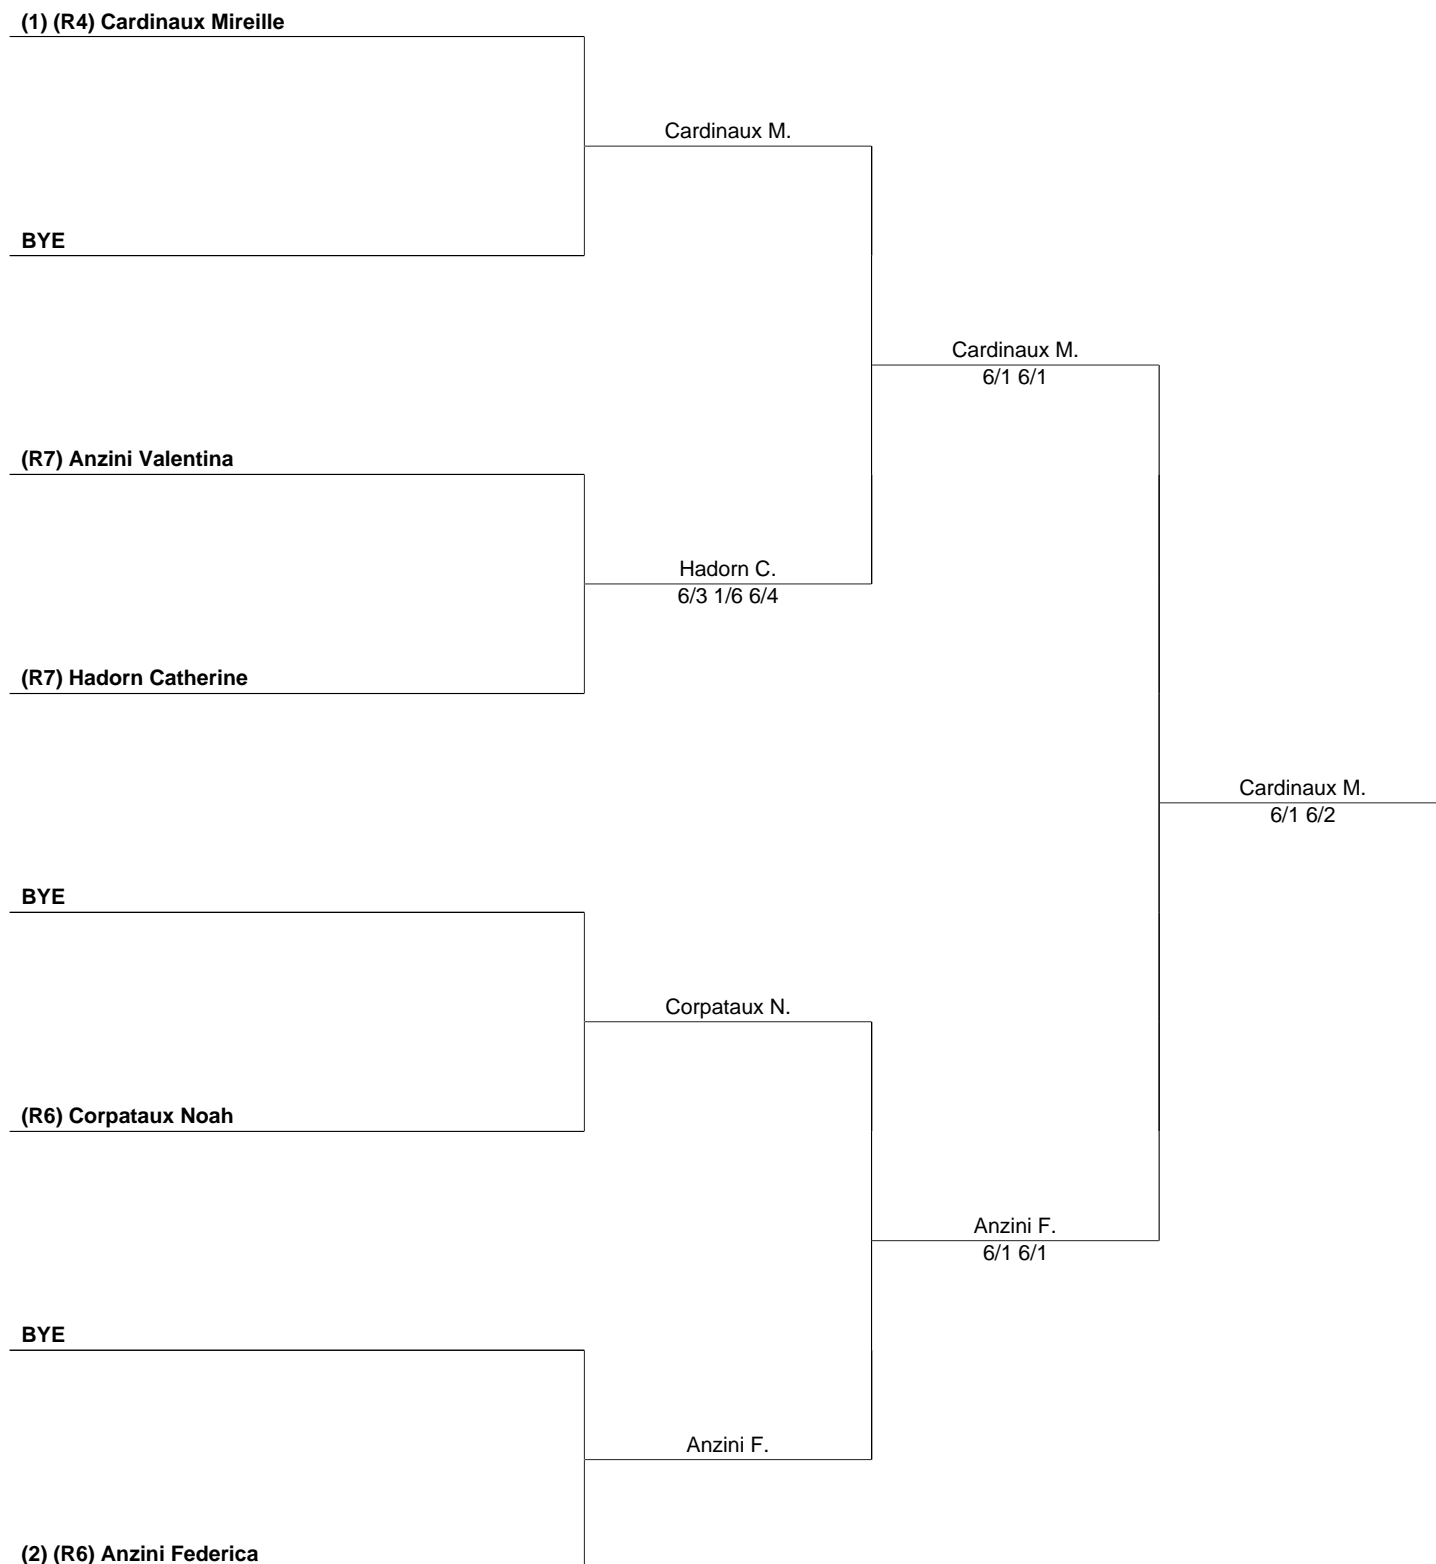 (1) (R4) Cardinaux Mireille
Cardinaux M.
BYE
Cardinaux M.
6/1 6/1
(R7) Anzini Valentina
Hadorn C.
6/3 1/6 6/4
(R7) Hadorn Catherine
Cardinaux M.
6/1 6/2
BYE
Corpataux N.
(R6) Corpataux Noah
Anzini F.
6/1 6/1
BYE
Anzini F.
(2) (R6) Anzini Federica